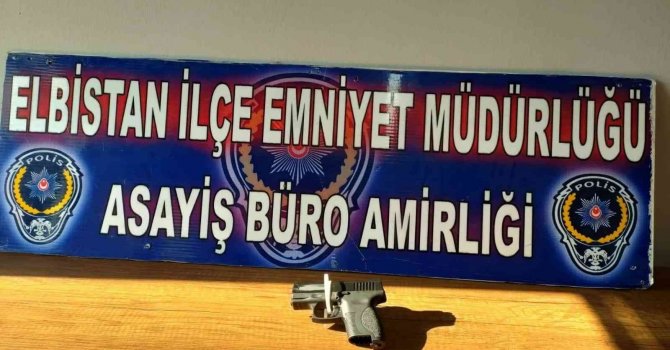 ELBİSTAN İLÇE EMNİYET MÜDÜRLÜĞÜ
ASAYİŞ BÜRO AMİRLİĞİ
POLİS
POLİS